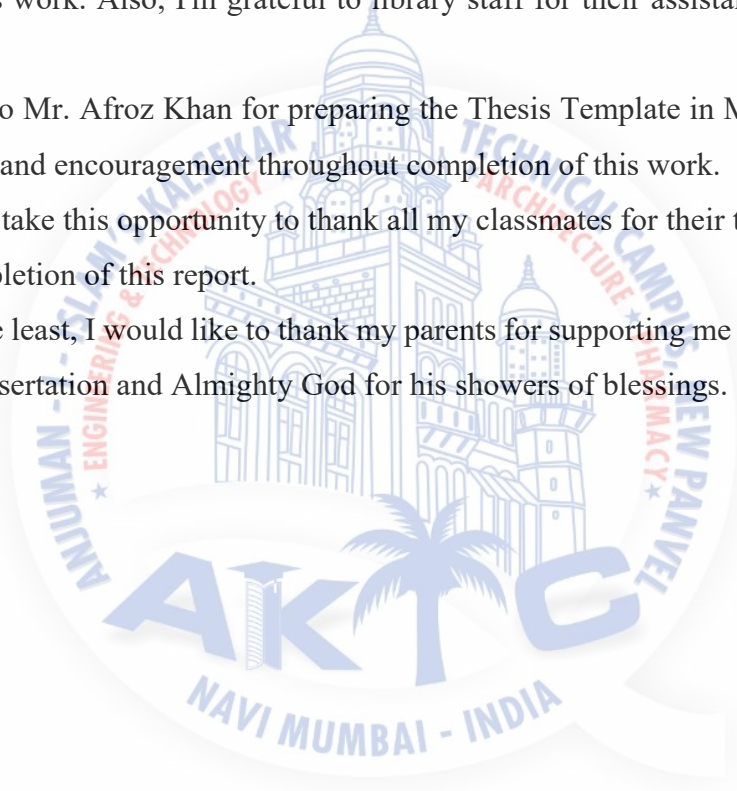 work. Also, I'm grateful to library staff for their
to Mr. Afroz Khan for preparing the Thesis Template in
and encouragement throughout completion of this work.
take this opportunity to thank all my classmates for their
of this report.
least, I would like to thank my parents for supporting me
and Almighty God for his showers of blessings.
ANJUMAN - I - ISLAM'S KALSEKAR TECHNICAL CAMPUS, NEW PANVEL
ENGINEERING & TECHNOLOGY ★ ARCHITECTURE ★ PHARMACY
AKTC
NAVI MUMBAI - INDIA